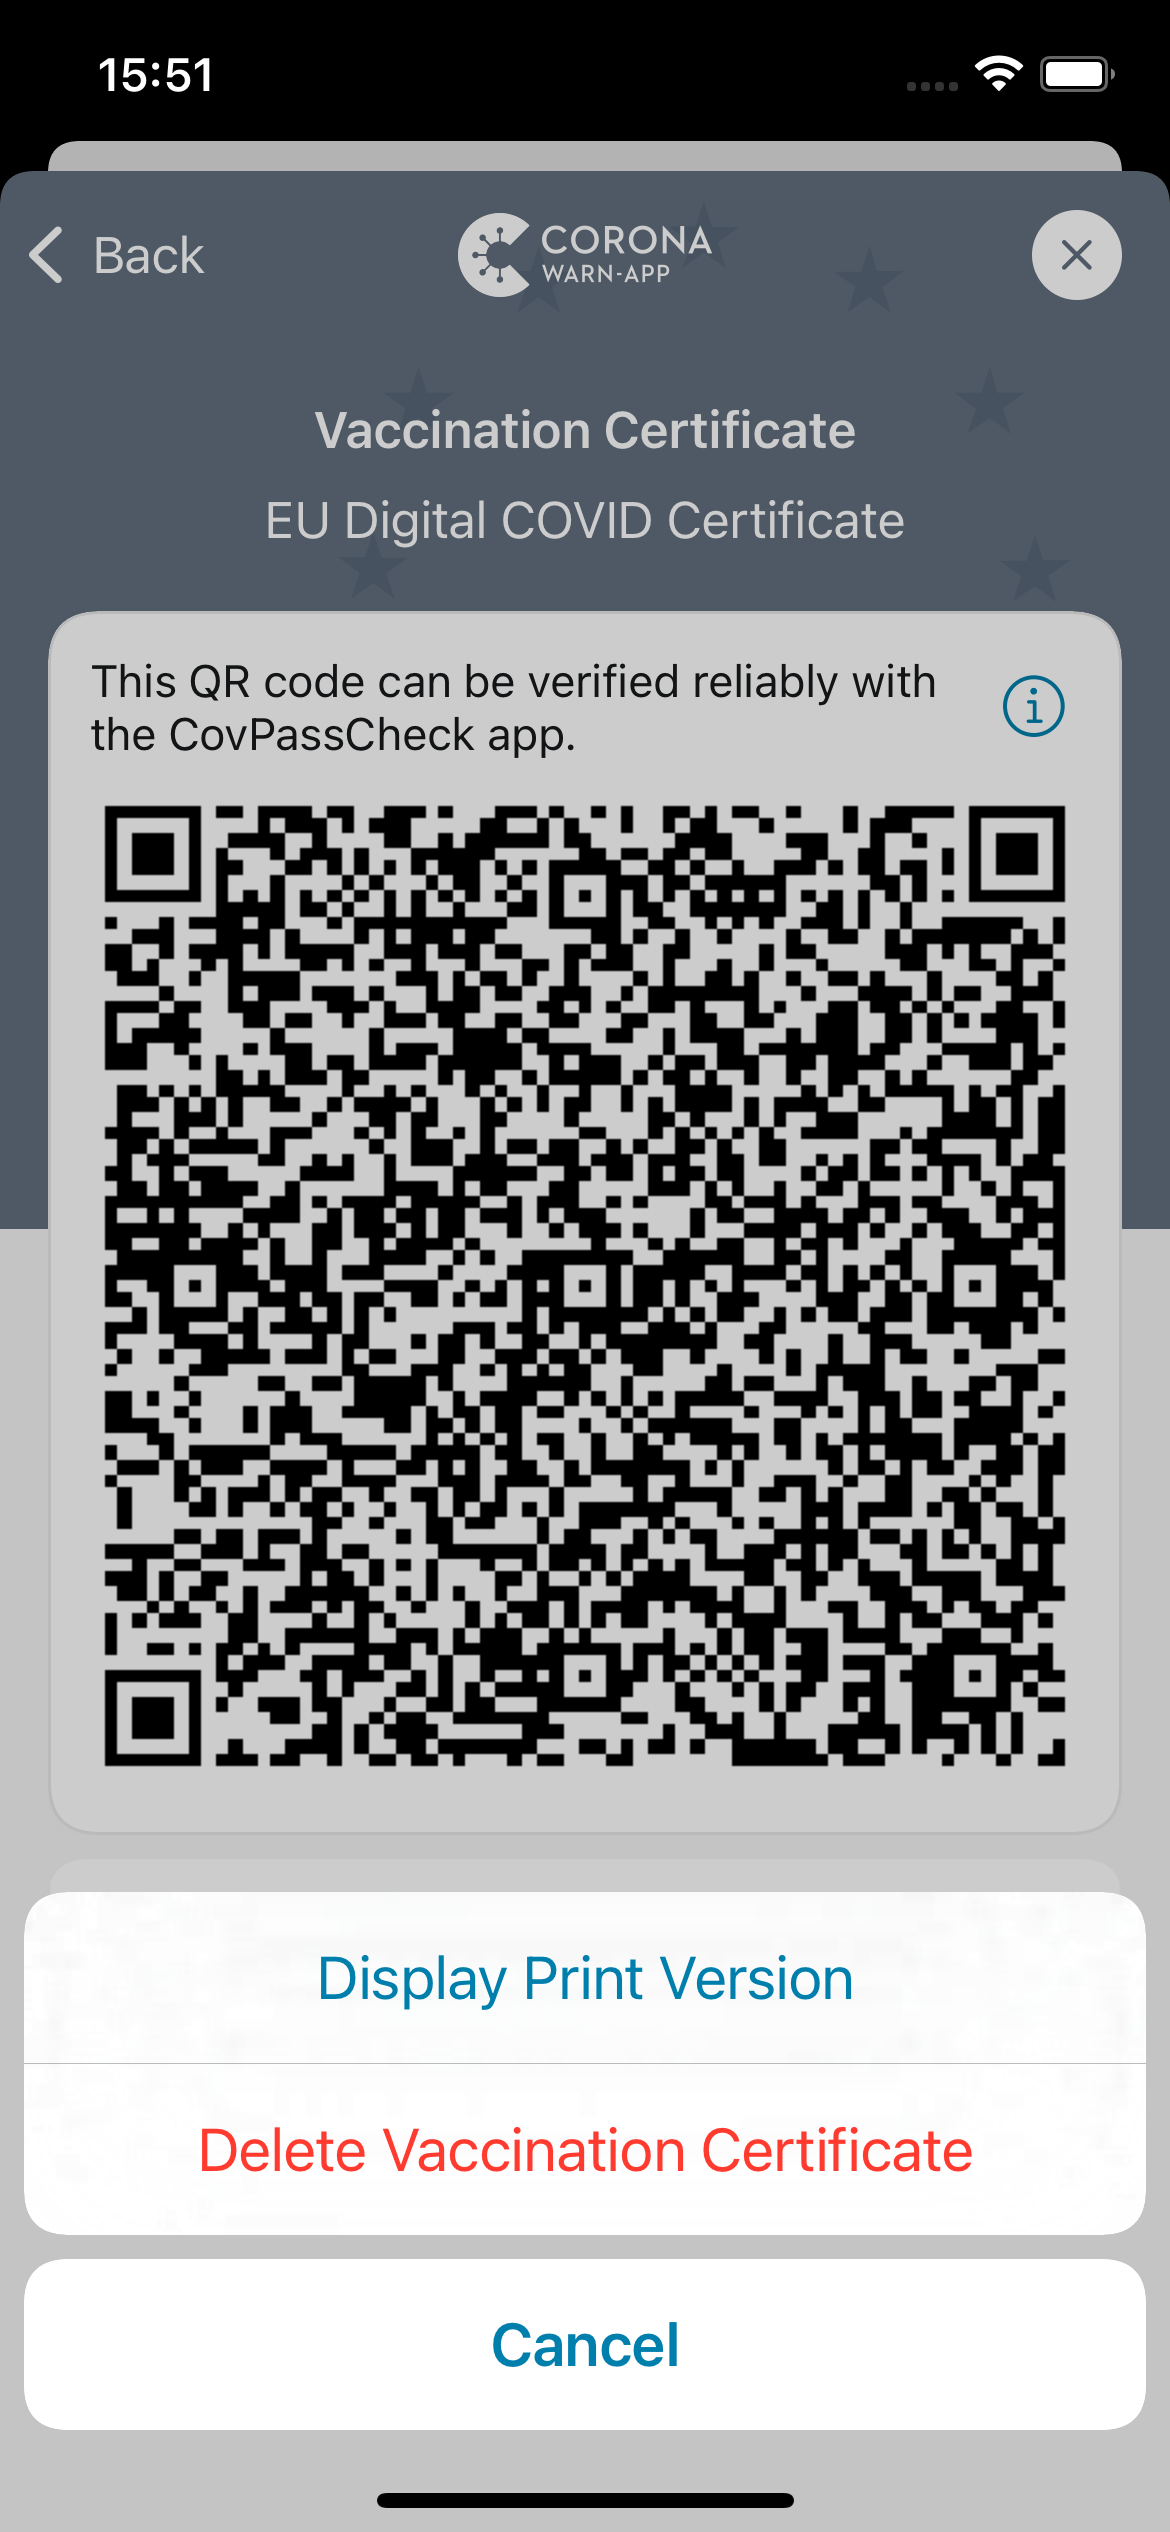 15:51
Back
CORONA
WARN-APP
Vaccination Certificate
EU Digital COVID Certificate
This QR code can be verified reliably with
the CovPassCheck app.
Display Print Version
Delete Vaccination Certificate
Cancel